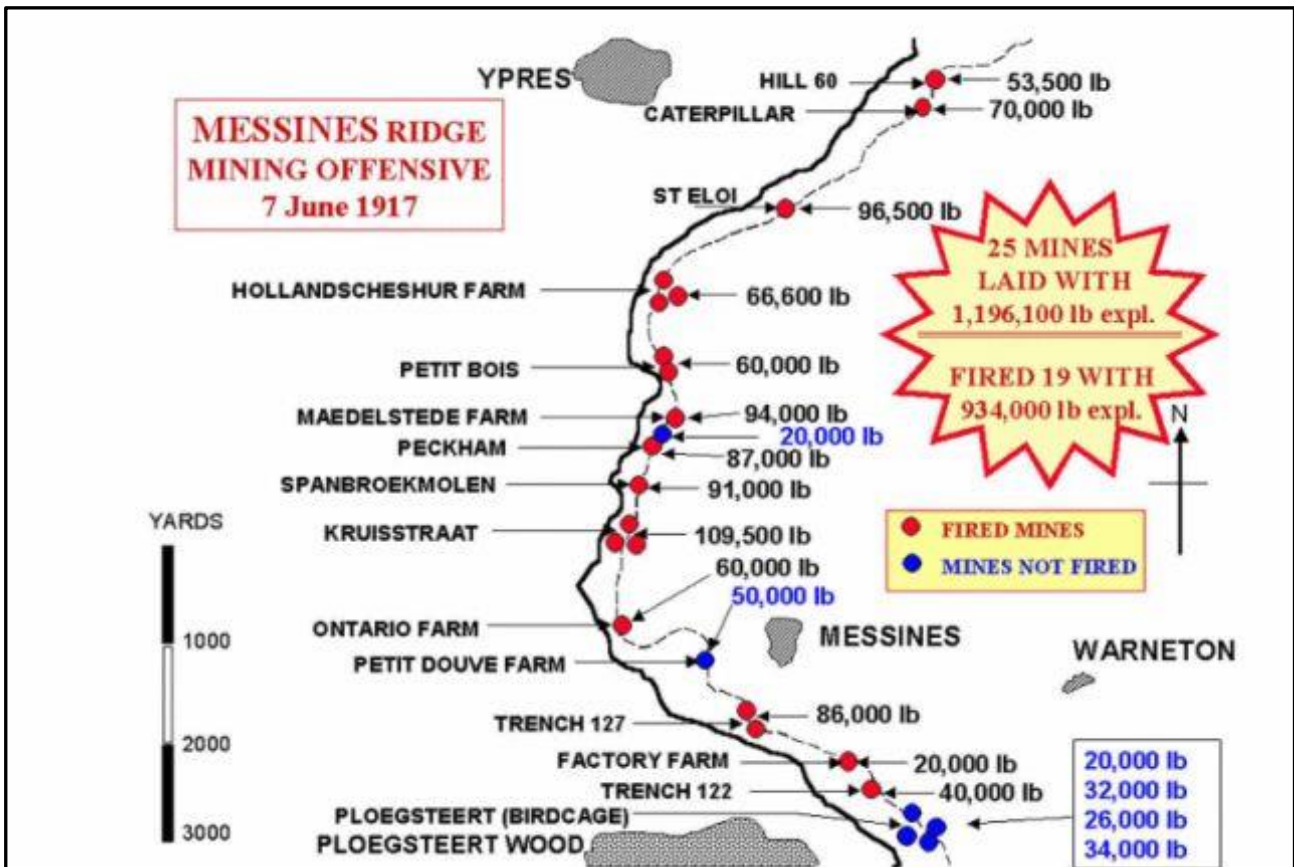 YPRES
HILL 60
53,500 lb
CATERPILLAR
70,000 lb
MESSINES RIDGE
MINING OFFENSIVE
7 June 1917
ST ELOI
96,500 lb
25 MINES
LAID WITH
1,196,100 lb expl.
FIRED 19 WITH
934,000 lb expl.
HOLLANDSCHESHUR FARM
66,600 lb
PETIT BOIS
60,000 lb
MAEDELSTEDE FARM
94,000 lb
20,000 lb
PECKHAM
87,000 lb
N
SPANBROEKMOLEN
91,000 lb
YARDS
KRUISSTRAAT
109,500 lb
FIRED MINES
MINES NOT FIRED
60,000 lb
50,000 lb
ONTARIO FARM
MESSINES
1000
PETIT DOUVE FARM
WARNETON
TRENCH 127
86,000 lb
2000
FACTORY FARM
20,000 lb
TRENCH 122
40,000 lb
20,000 lb
32,000 lb
26,000 lb
34,000 lb
PLOEGSTEERT (BIRDCAGE)
3000
PLOEGSTEERT WOOD